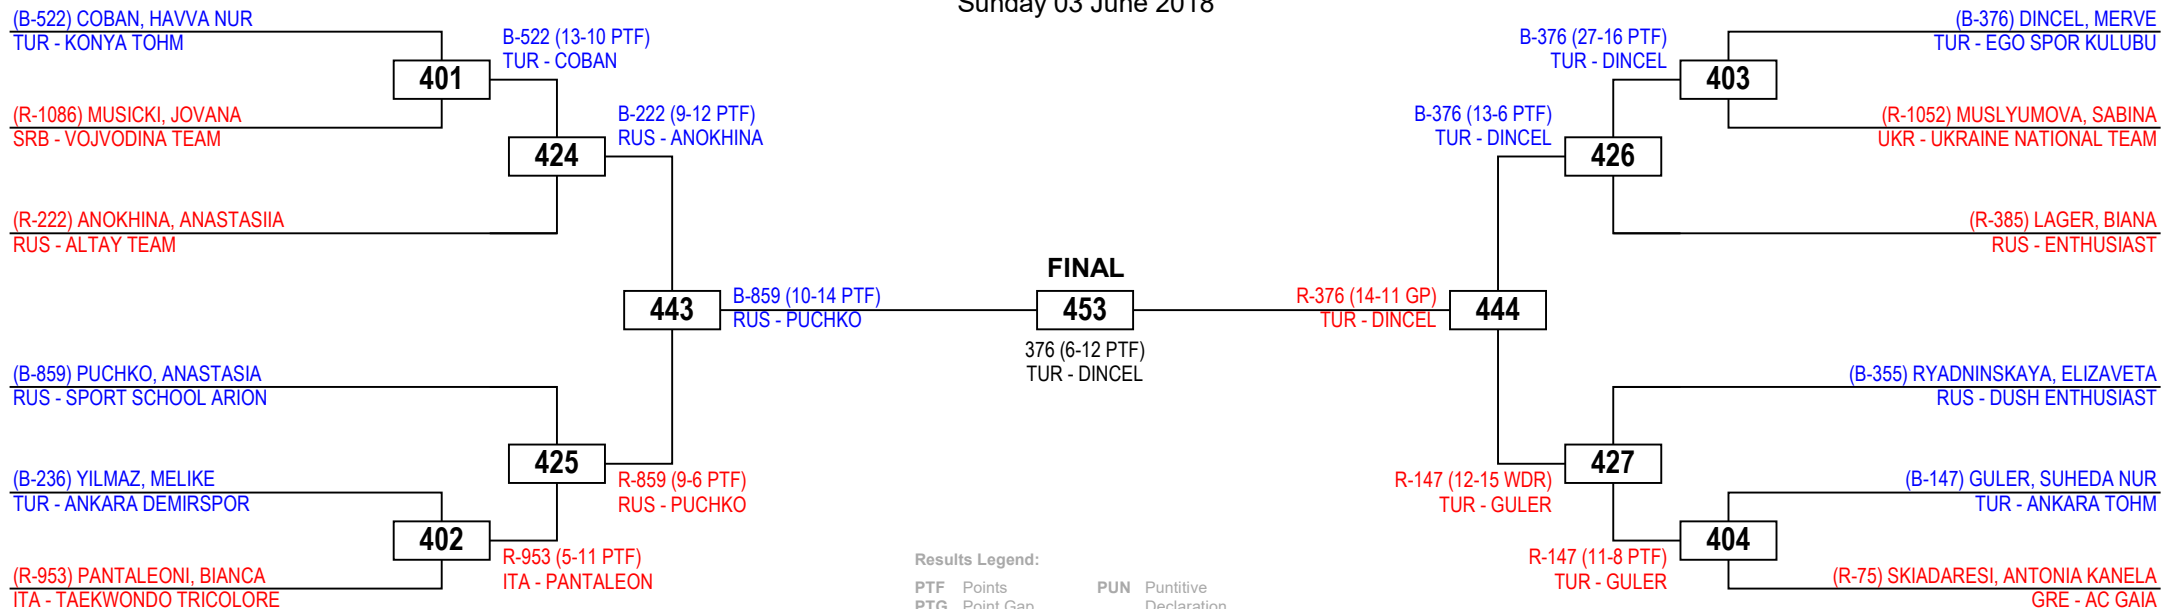 Sunday 03 June 2018
(B-522) COBAN, HAVVA NUR
TUR - KONYA TOHM
B-522 (13-10 PTF)
TUR - COBAN
401
(R-1086) MUSICKI, JOVANA
SRB - VOJVODINA TEAM
B-222 (9-12 PTF)
RUS - ANOKHINA
424
(R-222) ANOKHINA, ANASTASIIA
RUS - ALTAY TEAM
443
B-859 (10-14 PTF)
RUS - PUCHKO
(B-859) PUCHKO, ANASTASIA
RUS - SPORT SCHOOL ARION
425
R-859 (9-6 PTF)
RUS - PUCHKO
(B-236) YILMAZ, MELIKE
TUR - ANKARA DEMIRSPOR
402
R-953 (5-11 PTF)
ITA - PANTALEON
(R-953) PANTALEONI, BIANCA
ITA - TAEKWONDO TRICOLORE
FINAL
453
376 (6-12 PTF)
TUR - DINCEL
(B-376) DINCEL, MERVE
TUR - EGO SPOR KULUBU
B-376 (27-16 PTF)
TUR - DINCEL
403
(R-1052) MUSLYUMOVA, SABINA
UKR - UKRAINE NATIONAL TEAM
B-376 (13-6 PTF)
TUR - DINCEL
426
(R-385) LAGER, BIANA
RUS - ENTHUSIAST
R-376 (14-11 GP)
TUR - DINCEL
444
(B-355) RYADNINSKAYA, ELIZAVETA
RUS - DUSH ENTHUSIAST
427
R-147 (12-15 WDR)
TUR - GULER
(B-147) GULER, SUHEDA NUR
TUR - ANKARA TOHM
404
R-147 (11-8 PTF)
TUR - GULER
(R-75) SKIADARESI, ANTONIA KANELA
GRE - AC GAIA
Results Legend:
PTF Points PUN Puntitive
PTG Point Gap Declaration